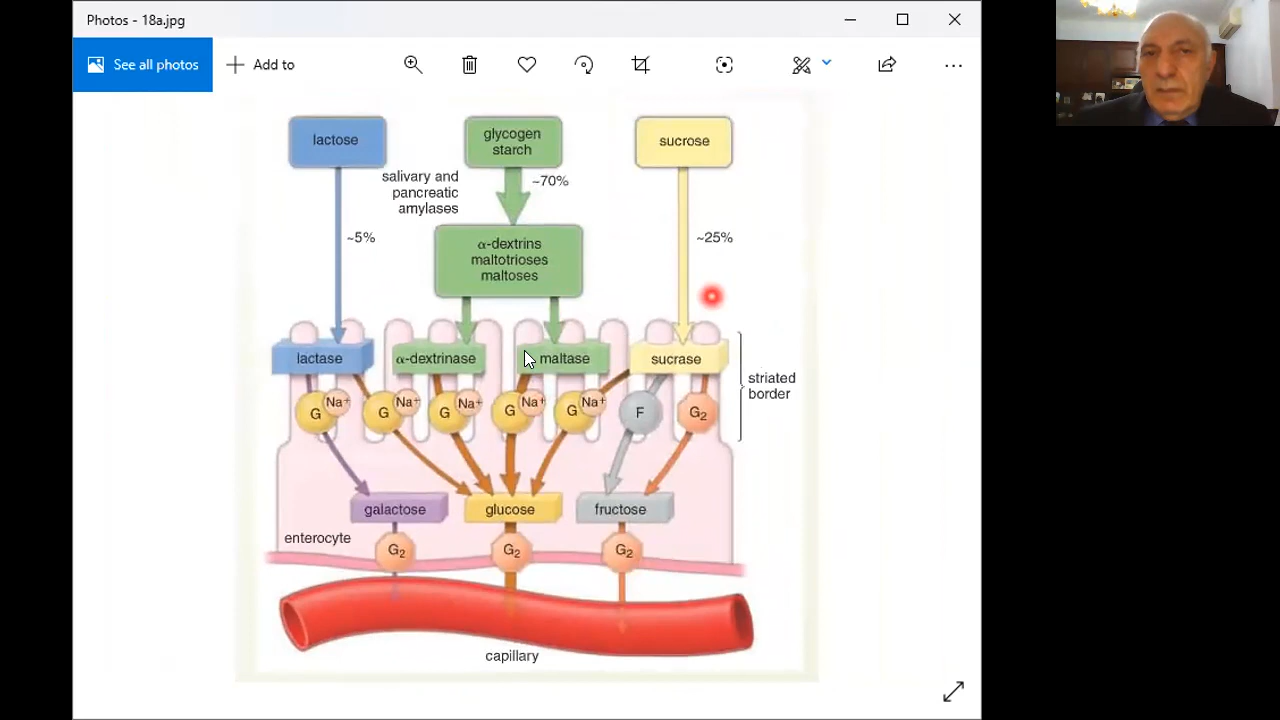 Photos - 18a.jpg
See all photos
Add to
lactose
glycogen
starch
sucrose
salivary and
pancreatic
amylases
~70%
~5%
~25%
α-dextrins
maltotrioses
maltoses
lactase
α-dextrinase
maltase
sucrase
striated
border
G
Na+
G
Na+
G
Na+
G
Na+
G
Na+
F
G2
galactose
glucose
fructose
enterocyte
G2
G2
G2
capillary